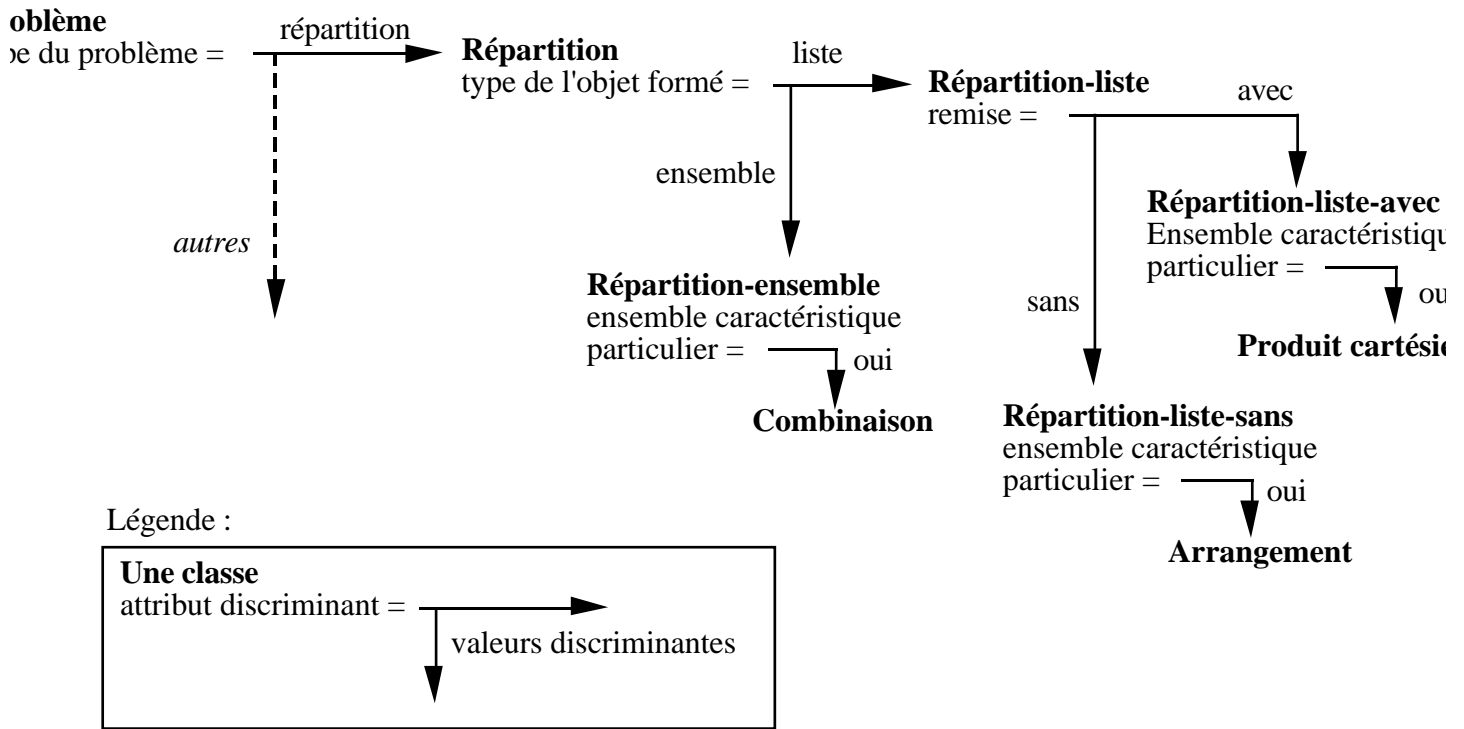 oblème
pe du problème =
répartition
autres
Répartition
type de l'objet formé =
liste
ensemble
Répartition-ensemble
ensemble caractéristique
particulier =
oui
Combinaison
Répartition-liste
remise =
avec
sans
Répartition-liste-avec
Ensemble caractéristiqu
particulier =
ou
Produit cartésie
Répartition-liste-sans
ensemble caractéristique
particulier =
oui
Arrangement
Légende :
Une classe
attribut discriminant =
valeurs discriminantes